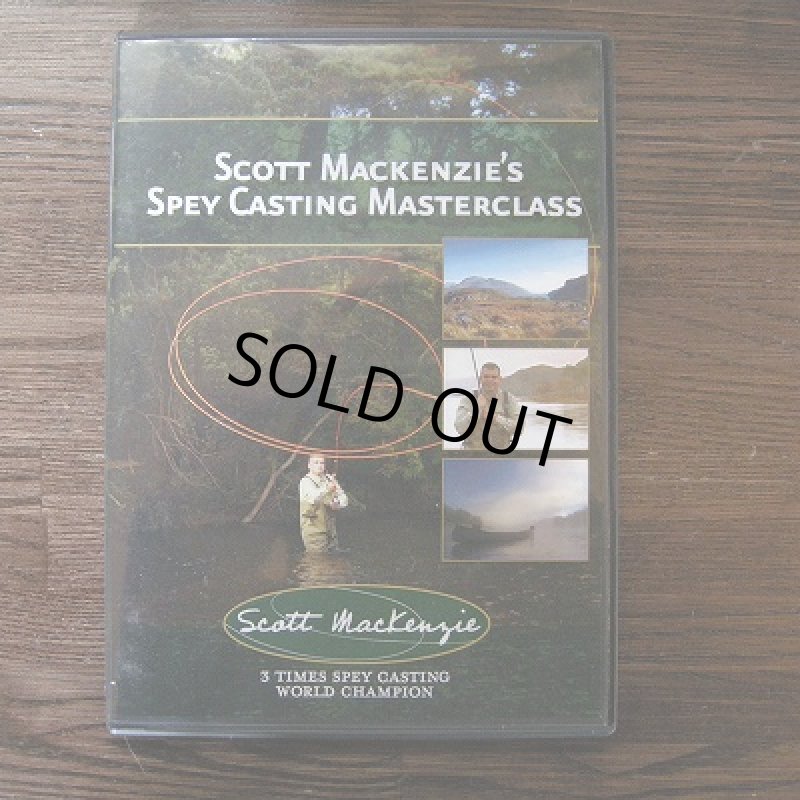 SCOTT MACKENZIE'S
SPEY CASTING MASTERCLASS
SOLD OUT
Scott MacKenzie
3 TIMES SPEY CASTING
WORLD CHAMPION